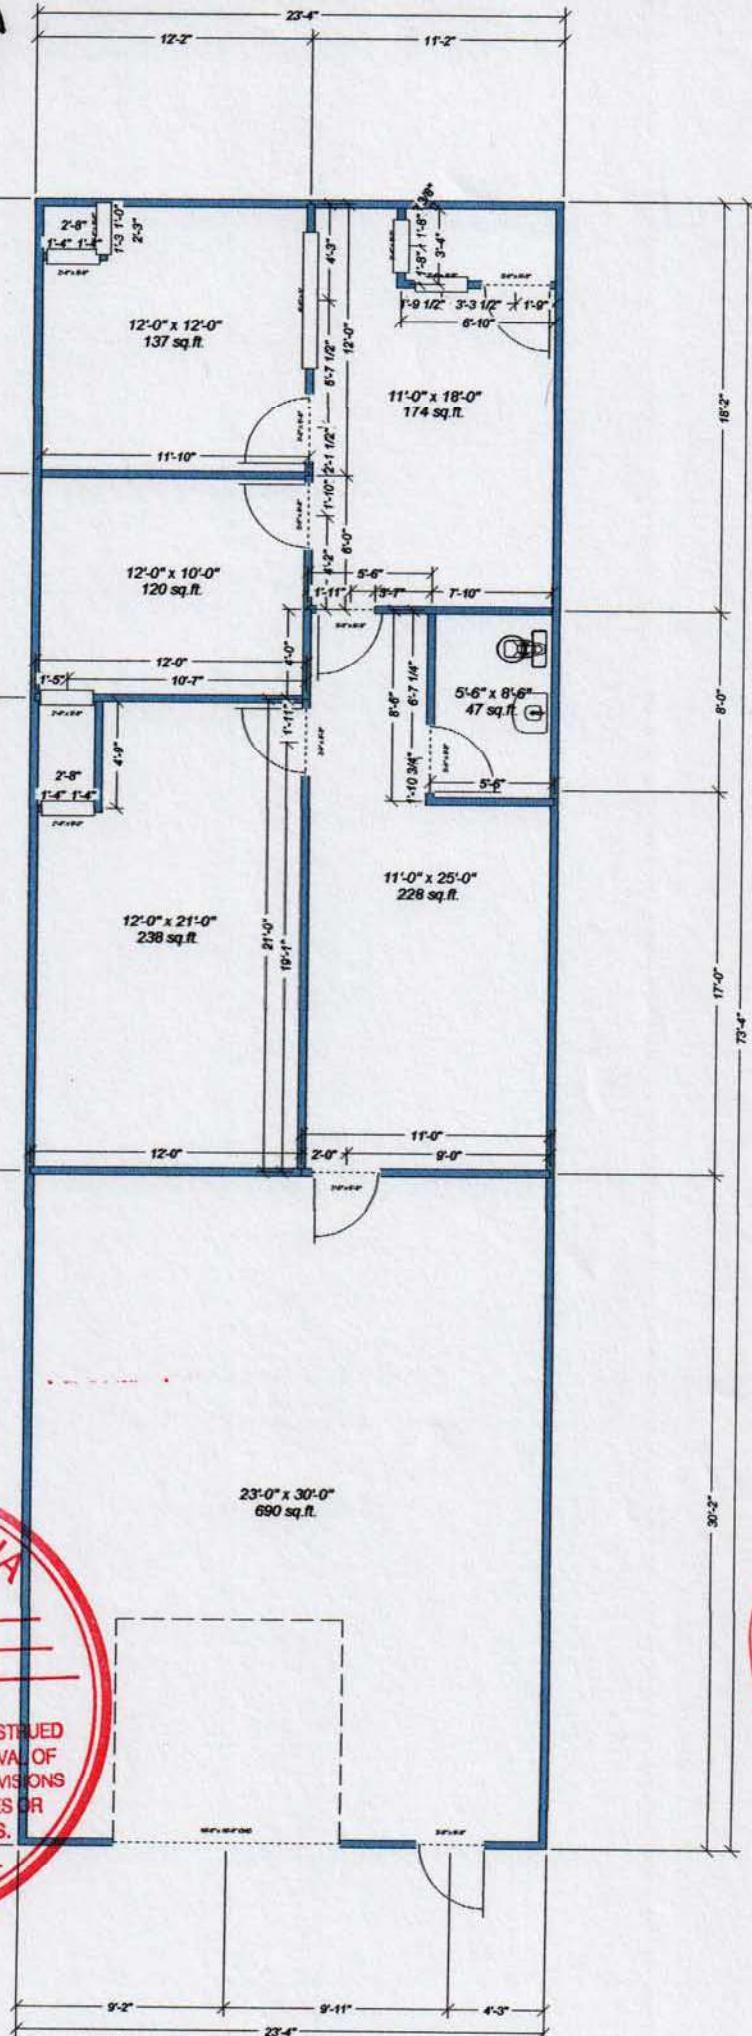 23'-4"
12'-2"
11'-2"
2'-8"
1'-4" 1'-4"
1'-3 1'-0"
2'-3"
12'-0" x 12'-0"
137 sq.ft.
11'-10"
4'-3"
5'-7 1/2"
12'-0"
2'-1 1/2"
1'-10"
4'-2"
6'-0"
3/8"
1'-8" 1'-8"
3'-4"
1'-9 1/2" 3'-3 1/2" 1'-9"
6'-10"
11'-0" x 18'-0"
174 sq.ft.
18'-2"
12'-0" x 10'-0"
120 sq.ft.
5'-6"
1'-11" 3'-7" 7'-10"
12'-0"
1'-5" 10'-7"
4'-0"
1'-11"
8'-6"
6'-7 1/4"
1'-10 3/4"
5'-6" x 8'-6"
47 sq.ft.
5'-6"
8'-0"
4'-9"
2'-8"
1'-4" 1'-4"
12'-0" x 21'-0"
238 sq.ft.
21'-0"
19'-1"
11'-0" x 25'-0"
228 sq.ft.
17'-0"
73'-4"
11'-0"
12'-0" 2'-0" 9'-0"
23'-0" x 30'-0"
690 sq.ft.
30'-2"
STRUED
VAL OF
VISIONS
ES OR
S.
9'-2" 9'-11" 4'-3"
23'-4"